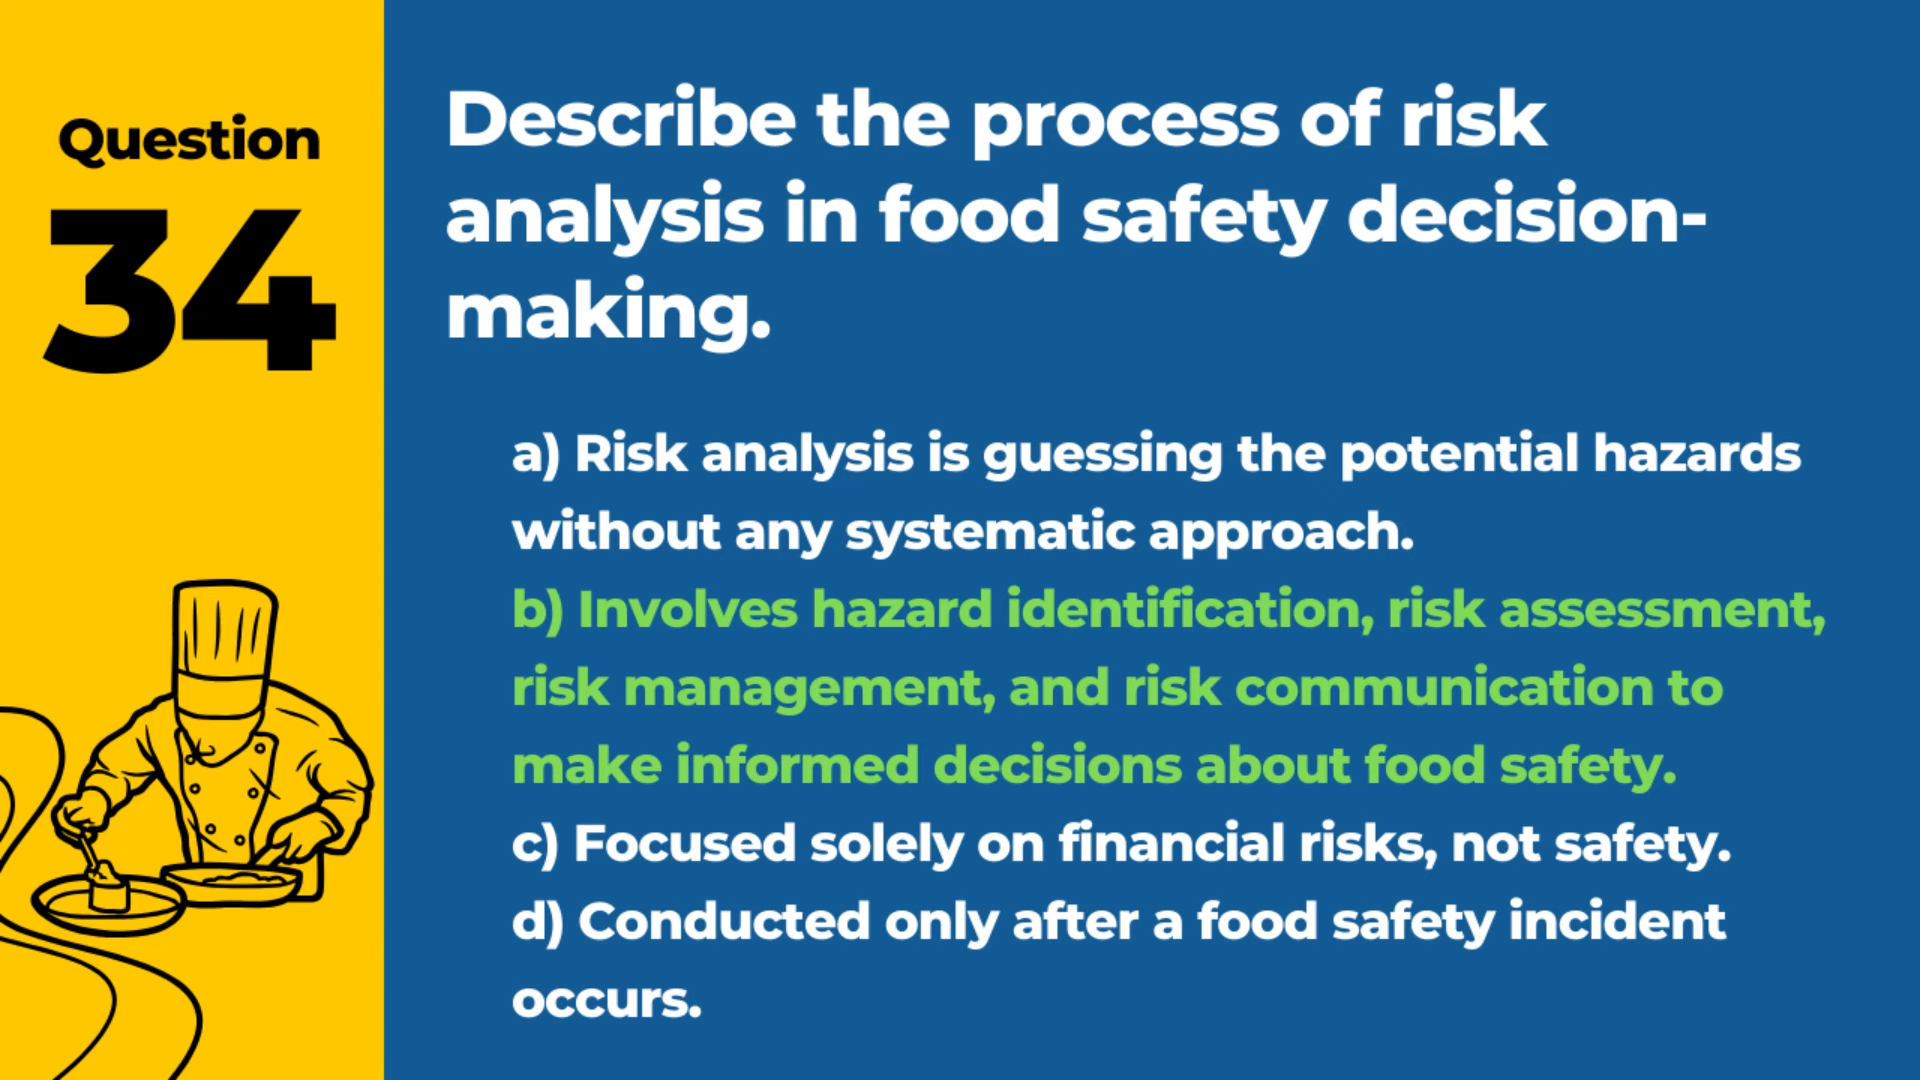 Question
34
Describe the process of risk
analysis in food safety decision-
making.
a) Risk analysis is guessing the potential hazards
without any systematic approach.
b) Involves hazard identification, risk assessment,
risk management, and risk communication to
make informed decisions about food safety.
c) Focused solely on financial risks, not safety.
d) Conducted only after a food safety incident
occurs.